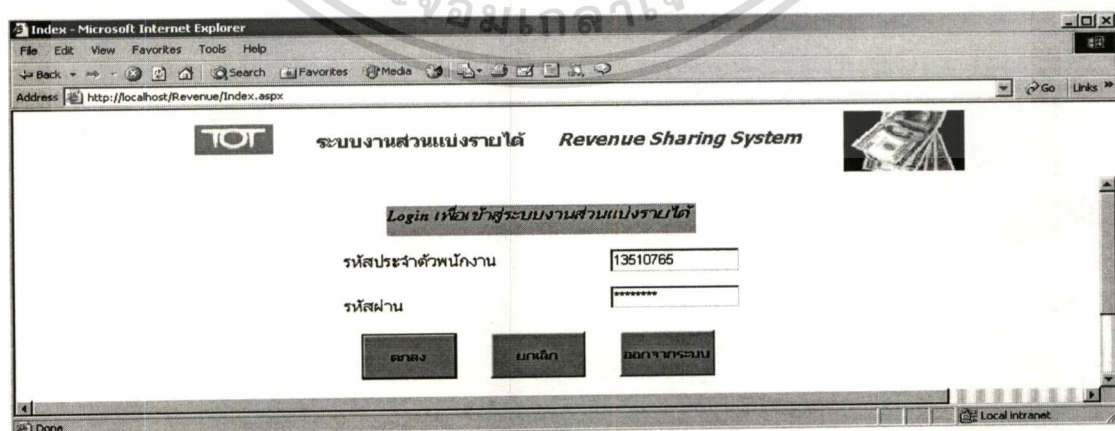 Index - Microsoft Internet Explorer
File Edit View Favorites Tools Help
Back Search Favorites Media
Address http://localhost/Revenue/Index.aspx Go Links »
TOT ระบบงานส่วนแบ่งรายได้ Revenue Sharing System
Login เพื่อเข้าสู่ระบบงานส่วนแบ่งรายได้
รหัสประจำตัวพนักงาน 13510765
รหัสผ่าน ********
ตกลง ยกเลิก ออกจากระบบ
Done Local intranet